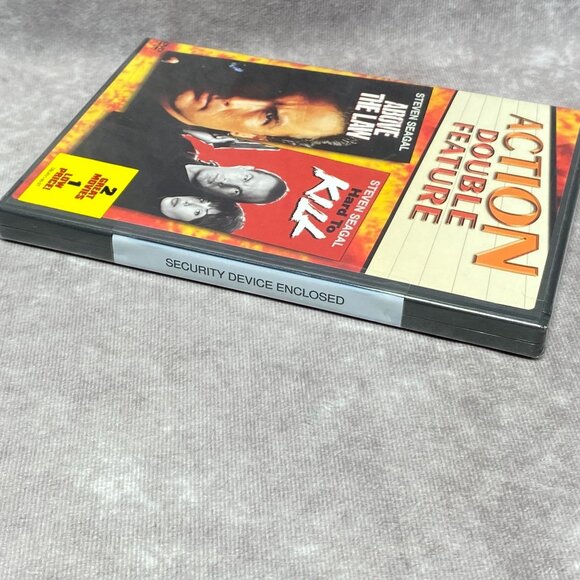 ACTION
DOUBLE
FEATURE
STEVEN SEAGAL
ABOVE
THE LAW
STEVEN SEAGAL
Hard To
KILL
2
GREAT
MOVIES
1
LOW
PRICE!
SECURITY DEVICE ENCLOSED